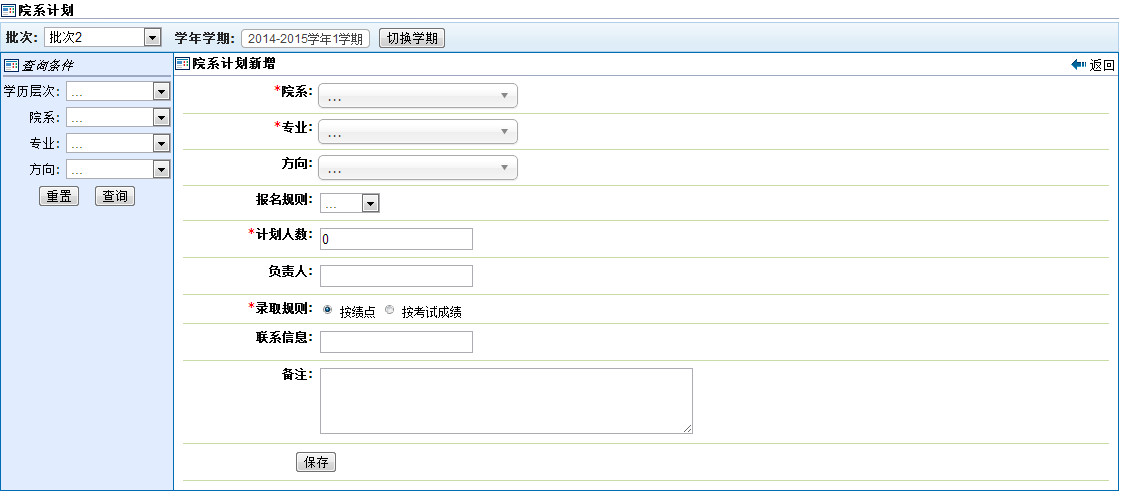 院系计划
批次: 批次2 学年学期: 2014-2015学年1学期 切换学期
查询条件
学历层次: ...
院系: ...
专业: ...
方向: ...
重置 查询
院系计划新增 返回
*院系: ...
*专业: ...
方向: ...
报名规则: ...
*计划人数: 0
负责人:
*录取规则: 按绩点 按考试成绩
联系信息:
备注:
保存